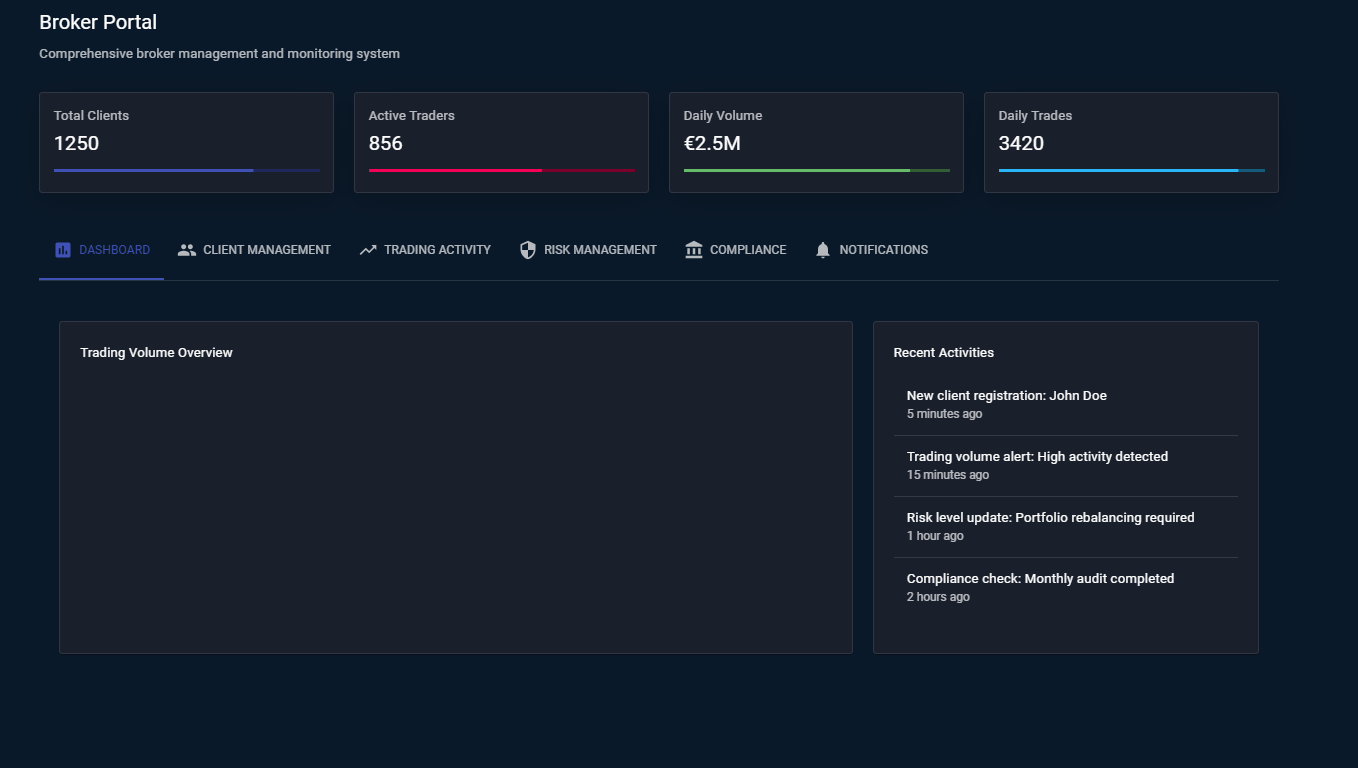 Broker Portal
Comprehensive broker management and monitoring system
Total Clients
1250
Active Traders
856
Daily Volume
€2.5M
Daily Trades
3420
DASHBOARD
CLIENT MANAGEMENT
TRADING ACTIVITY
RISK MANAGEMENT
COMPLIANCE
NOTIFICATIONS
Trading Volume Overview
Recent Activities
New client registration: John Doe
5 minutes ago
Trading volume alert: High activity detected
15 minutes ago
Risk level update: Portfolio rebalancing required
1 hour ago
Compliance check: Monthly audit completed
2 hours ago